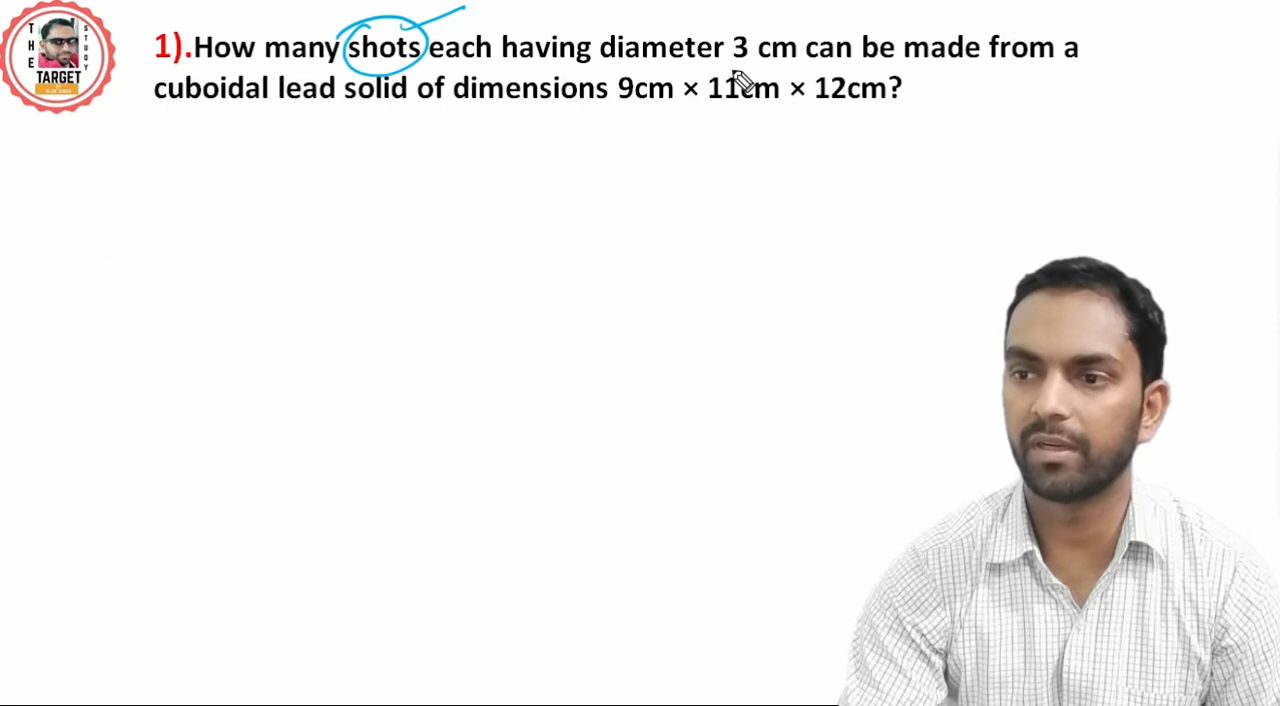 THE
TARGET
STUDY
1).How many shots each having diameter 3 cm can be made from a
cuboidal lead solid of dimensions 9cm × 11cm × 12cm?